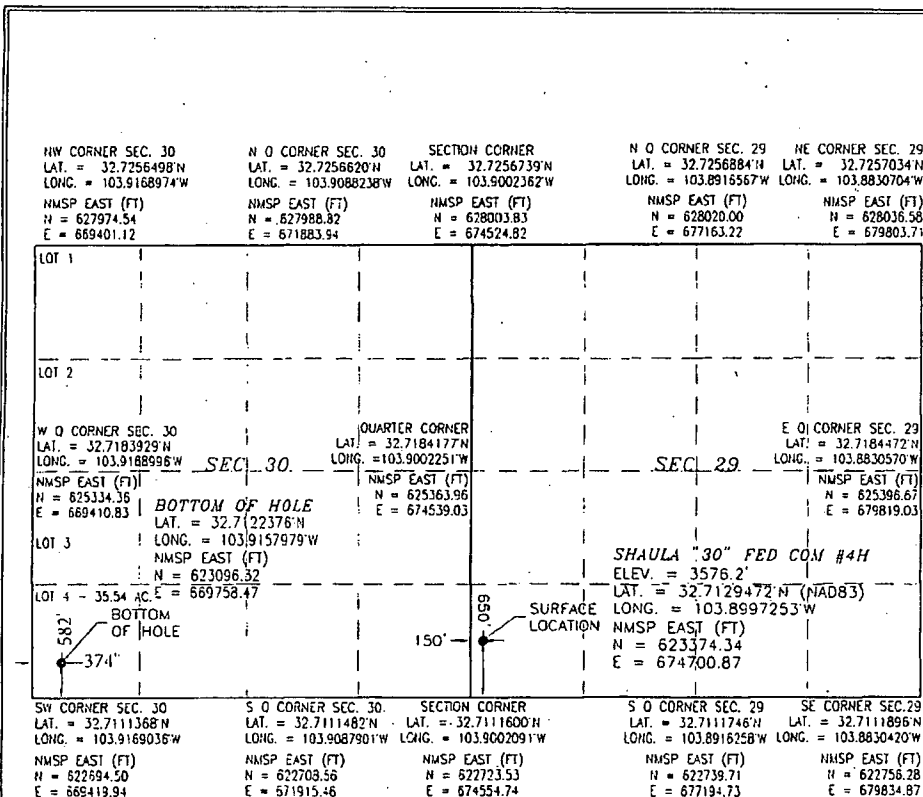 NW CORNER SEC. 30
LAT. = 32.7256498°N
LONG. = 103.9168974°W
NMSP EAST (FT)
N = 627974.54
E = 669401.12
N Q CORNER SEC. 30
LAT. = 32.7256620°N
LONG. = 103.9088238°W
NMSP EAST (FT)
N = 627988.82
E = 671883.94
SECTION CORNER
LAT. = 32.7256739°N
LONG. = 103.9002362°W
NMSP EAST (FT)
N = 628003.83
E = 674524.82
N Q CORNER SEC. 29
LAT. = 32.7256884°N
LONG. = 103.8916567°W
NMSP EAST (FT)
N = 628020.00
E = 677163.22
NE CORNER SEC. 29
LAT. = 32.7257034°N
LONG. = 103.8830704°W
NMSP EAST (FT)
N = 628036.58
E = 679803.71
LOT 1
LOT 2
W Q CORNER SEC. 30
LAT. = 32.7183929°N
LONG. = 103.9168996°W
NMSP EAST (FT)
N = 625334.36
E = 669410.83
SEC. 30
QUARTER CORNER
LAT. = 32.7184177°N
LONG. = 103.9002251°W
NMSP EAST (FT)
N = 625363.96
E = 674539.03
SEC. 29
E Q CORNER SEC. 29
LAT. = 32.7184472°N
LONG. = 103.8830570°W
NMSP EAST (FT)
N = 625396.67
E = 679819.03
LOT 3
BOTTOM OF HOLE
LAT. = 32.7122376°N
LONG. = 103.9157979°W
NMSP EAST (FT)
N = 623096.32
E = 669758.47
SHAULA "30" FED COM #4H
ELEV. = 3576.2'
LAT. = 32.7129472°N (NAD83)
LONG. = 103.8997253°W
NMSP EAST (FT)
N = 623374.34
E = 674700.87
LOT 4 - 35.54 AC.
582'
BOTTOM
OF HOLE
374'
150'
650'
SURFACE
LOCATION
SW CORNER SEC. 30
LAT. = 32.7111368°N
LONG. = 103.9169036°W
NMSP EAST (FT)
N = 622694.50
E = 669419.94
S Q CORNER SEC. 30
LAT. = 32.7111482°N
LONG. = 103.9087901°W
NMSP EAST (FT)
N = 622708.56
E = 671915.46
SECTION CORNER
LAT. = 32.7111600°N
LONG. = 103.9002091°W
NMSP EAST (FT)
N = 622723.53
E = 674554.74
S Q CORNER SEC. 29
LAT. = 32.7111746°N
LONG. = 103.8916258°W
NMSP EAST (FT)
N = 622739.71
E = 677194.73
SE CORNER SEC.29
LAT. = 32.7111896°N
LONG. = 103.8830420°W
NMSP EAST (FT)
N = 622756.28
E = 679834.87